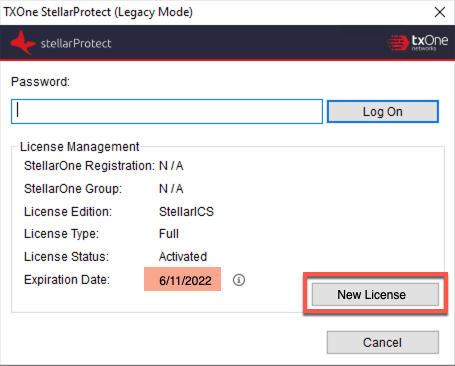 TXOne StellarProtect (Legacy Mode)
stellarProtect
txOne
networks
Password:
Log On
License Management
StellarOne Registration: N / A
StellarOne Group: N / A
License Edition: StellarICS
License Type: Full
License Status: Activated
Expiration Date: 6/11/2022
New License
Cancel